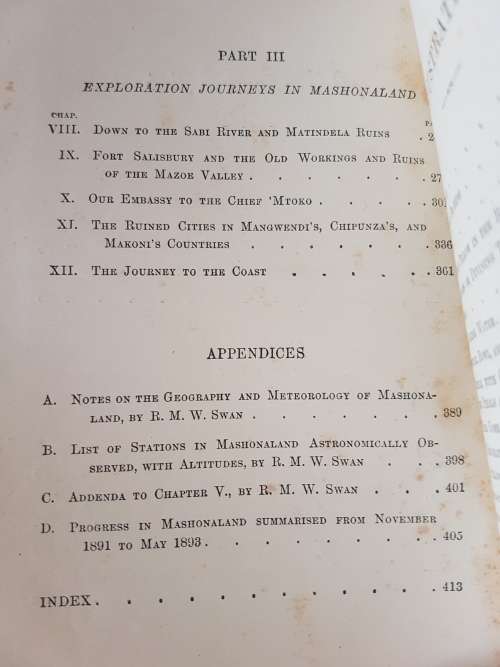 PART III
EXPLORATION JOURNEYS IN MASHONALAND
CHAP.
VIII. DOWN TO THE SABI RIVER AND MATINDELA RUINS .
IX. FORT SALISBURY AND THE OLD WORKINGS AND RUINS
OF THE MAZOE VALLEY . . . . . . . 27
X. OUR EMBASSY TO THE CHIEF 'MTOKO . . . . . 301
XI. THE RUINED CITIES IN MANGWENDI'S, CHIPUNZA'S, AND
MAKONI'S COUNTRIES . . . . . . . . 336
XII. THE JOURNEY TO THE COAST . . . . . . 361
APPENDICES
A. NOTES ON THE GEOGRAPHY AND METEOROLOGY OF MASHONA-
LAND, BY R. M. W. SWAN . . . . . . . 389
B. LIST OF STATIONS IN MASHONALAND ASTRONOMICALLY OB-
SERVED, WITH ALTITUDES, BY R. M. W. SWAN . . . 398
C. ADDENDA TO CHAPTER V., BY R. M. W. SWAN . . . 401
D. PROGRESS IN MASHONALAND SUMMARISED FROM NOVEMBER
1891 TO MAY 1893 . . . . . . . . . 405
INDEX . . . . . . . . . . . . 413